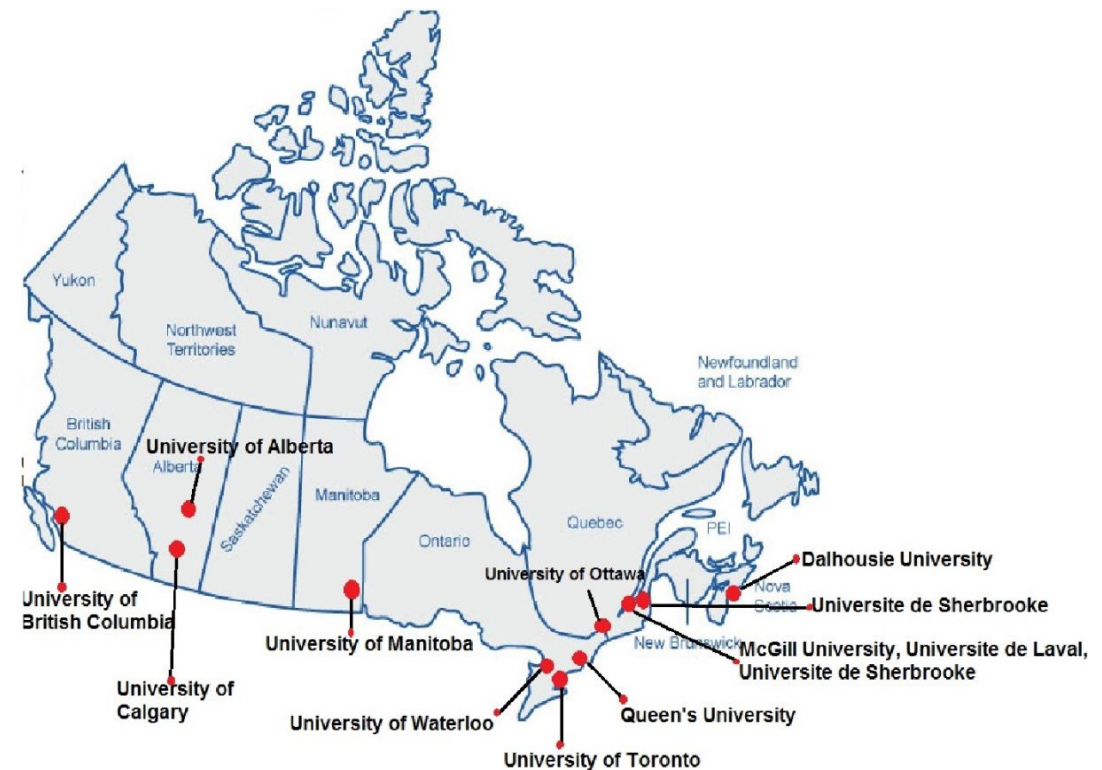 Yukon
Northwest
Territories
Nunavut
Newfoundland
and Labrador
British
Columbia
University of Alberta
Alberta
Saskatchewan
Manitoba
Ontario
Quebec
PEI
University of Ottawa
Dalhousie University
Nova
Scotia
Universite de Sherbrooke
University of
British Columbia
University of Manitoba
New Brunswick
McGill University, Universite de Laval,
Universite de Sherbrooke
University of
Calgary
University of Waterloo
Queen's University
University of Toronto